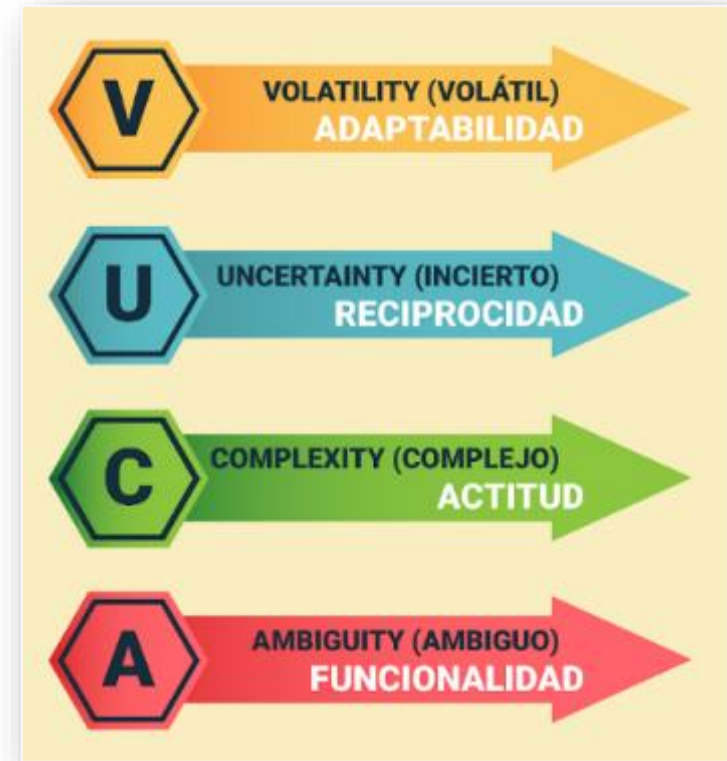 V
VOLATILITY (VOLÁTIL)
ADAPTABILIDAD
U
UNCERTAINTY (INCIERTO)
RECIPROCIDAD
C
COMPLEXITY (COMPLEJO)
ACTITUD
A
AMBIGUITY (AMBIGUO)
FUNCIONALIDAD